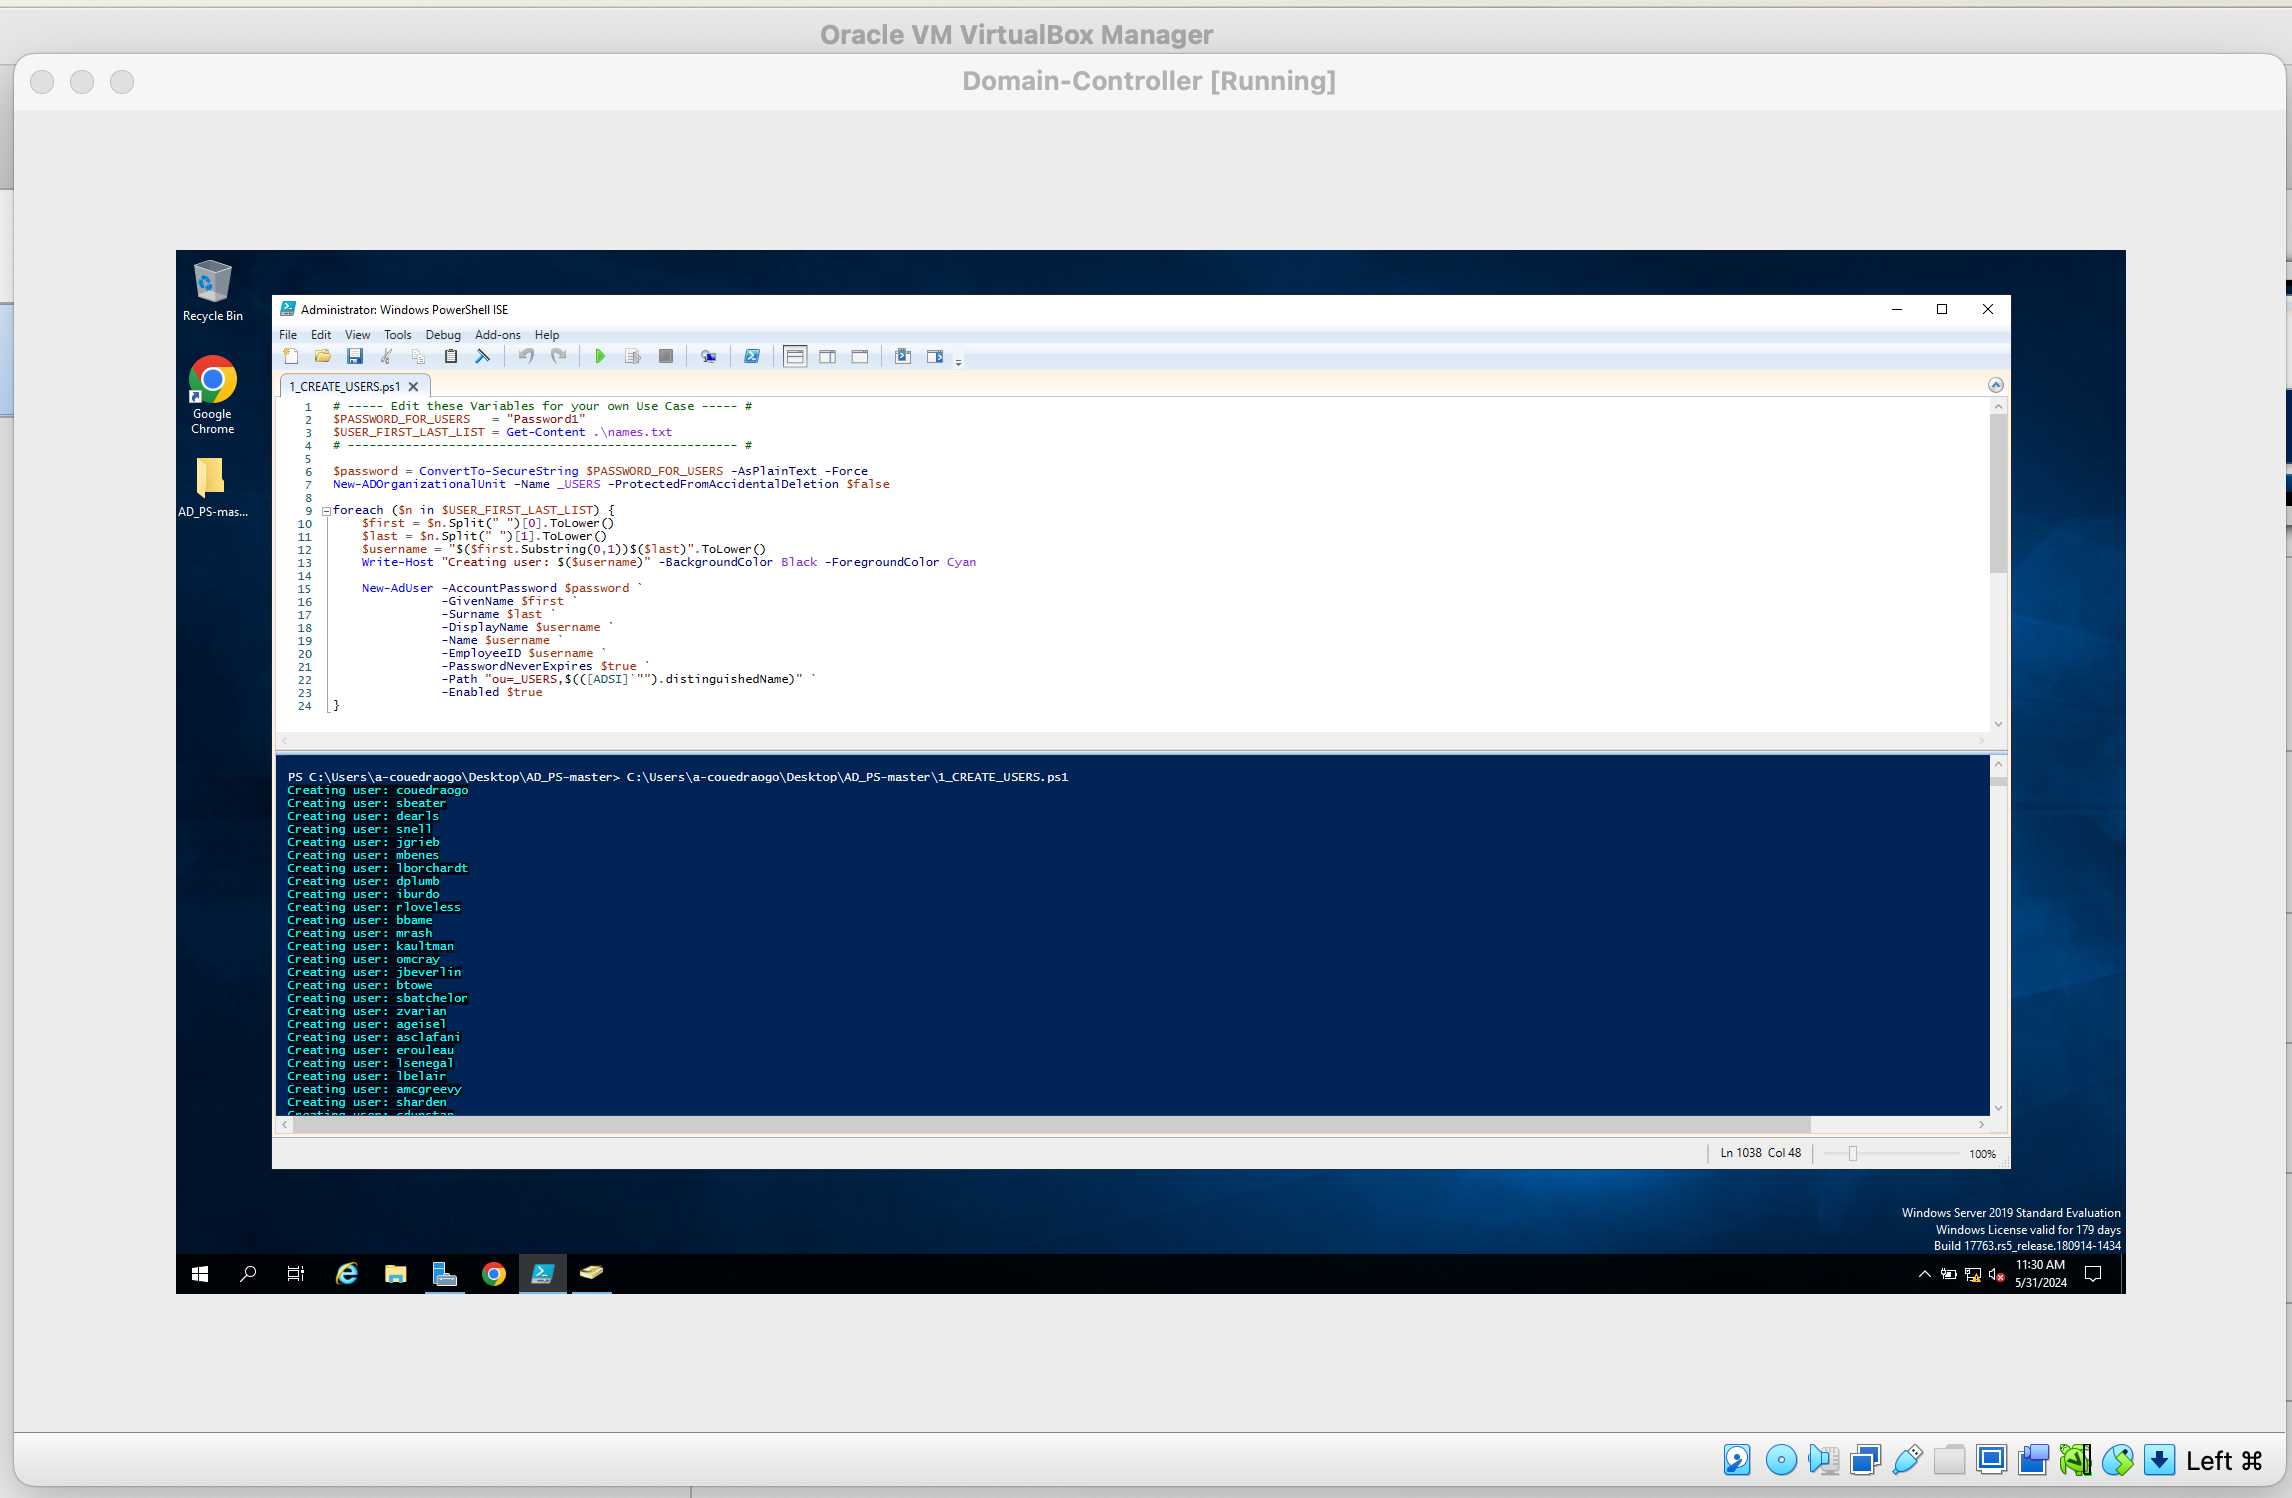 Oracle VM VirtualBox Manager
Domain-Controller [Running]
Recycle Bin
Google
Chrome
AD_PS-mas...
Administrator: Windows PowerShell ISE
File Edit View Tools Debug Add-ons Help
1_CREATE_USERS.ps1
1 # ----- Edit these Variables for your own Use Case ----- #
2 $PASSWORD_FOR_USERS   = "Password1"
3 $USER_FIRST_LAST_LIST = Get-Content .\names.txt
4 # ------------------------------------------------------ #
5
6 $password = ConvertTo-SecureString $PASSWORD_FOR_USERS -AsPlainText -Force
7 New-ADOrganizationalUnit -Name _USERS -ProtectedFromAccidentalDeletion $false
8
9 foreach ($n in $USER_FIRST_LAST_LIST) {
10     $first = $n.Split(" ")[0].ToLower()
11     $last = $n.Split(" ")[1].ToLower()
12     $username = "$($first.Substring(0,1))$($last)".ToLower()
13     Write-Host "Creating user: $($username)" -BackgroundColor Black -ForegroundColor Cyan
14
15     New-AdUser -AccountPassword $password `
16                -GivenName $first `
17                -Surname $last `
18                -DisplayName $username `
19                -Name $username `
20                -EmployeeID $username `
21                -PasswordNeverExpires $true `
22                -Path "ou=_USERS,$(([ADSI]`"").distinguishedName)" `
23                -Enabled $true
24 }
PS C:\Users\a-couedraogo\Desktop\AD_PS-master> C:\Users\a-couedraogo\Desktop\AD_PS-master\1_CREATE_USERS.ps1
Creating user: couedraogo
Creating user: sbeater
Creating user: dearls
Creating user: snell
Creating user: jgrieb
Creating user: mbenes
Creating user: lborchardt
Creating user: dplumb
Creating user: iburdo
Creating user: rloveless
Creating user: bbame
Creating user: mrash
Creating user: kaultman
Creating user: omcray
Creating user: jbeverlin
Creating user: btowe
Creating user: sbatchelor
Creating user: zvarian
Creating user: ageisel
Creating user: asclafani
Creating user: erouleau
Creating user: lsenegal
Creating user: lbelair
Creating user: amcgreevy
Creating user: sharden
Creating user:
Ln 1038 Col 48
100%
Windows Server 2019 Standard Evaluation
Windows License valid for 179 days
Build 17763.rs5_release.180914-1434
11:30 AM
5/31/2024
Left ⌘